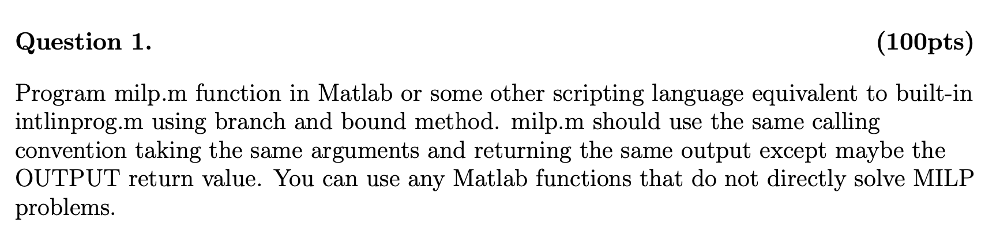 Question 1. (100pts)
Program milp.m function in Matlab or some other scripting language equivalent to built-in
intlinprog.m using branch and bound method. milp.m should use the same calling
convention taking the same arguments and returning the same output except maybe the
OUTPUT return value. You can use any Matlab functions that do not directly solve MILP
problems.